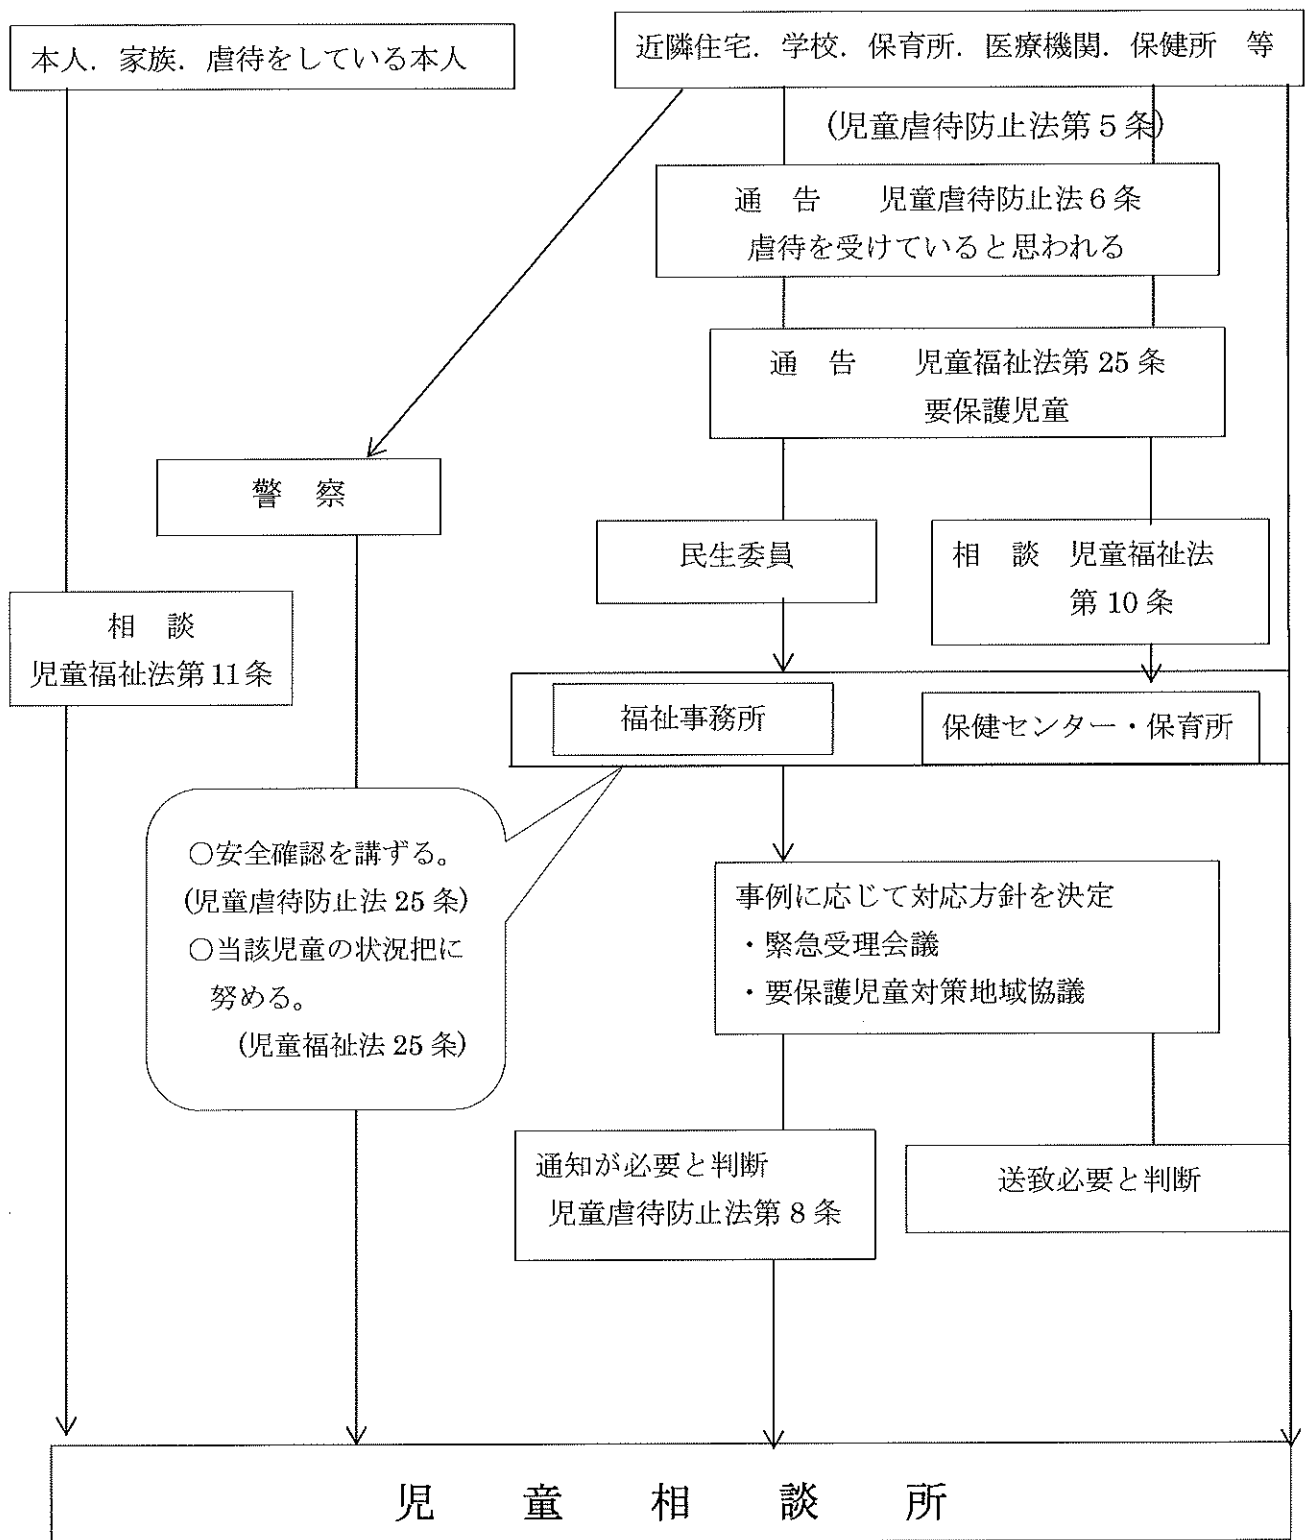 本人．家族．虐待をしている本人
近隣住宅．学校．保育所．医療機関．保健所　等
(児童虐待防止法第5条)
通　告　　児童虐待防止法6条
虐待を受けていると思われる
通　告　　児童福祉法第25条
要保護児童
警　察
民生委員
相　談　児童福祉法
第10条
相　談
児童福祉法第11条
福祉事務所
保健センター・保育所
○安全確認を講ずる。
(児童虐待防止法25条)
○当該児童の状況把に
努める。
(児童福祉法25条)
事例に応じて対応方針を決定
・緊急受理会議
・要保護児童対策地域協議
通知が必要と判断
児童虐待防止法第8条
送致必要と判断
児　童　相　談　所